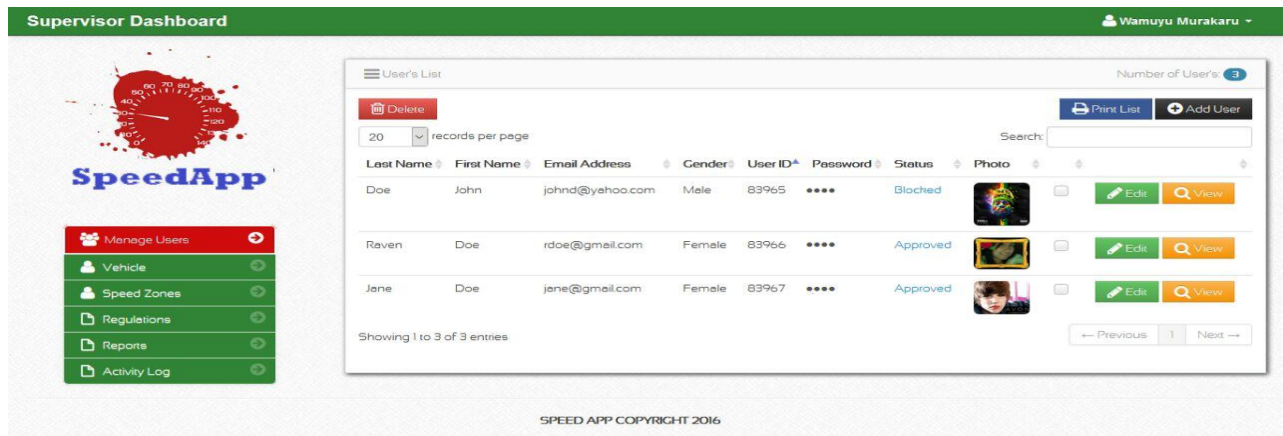 Supervisor Dashboard
Wamuyu Murakaru
SpeedApp
Manage Users
Vehicle
Speed Zones
Regulations
Reports
Activity Log
User's List
Number of User's: 3
Delete
Print List
Add User
20 records per page
Search:
Last Name First Name Email Address Gender User ID Password Status Photo
Doe John johnd@yahoo.com Male 83965 •••• Blocked Edit View
Raven Doe rdoe@gmail.com Female 83966 •••• Approved Edit View
Jane Doe jane@gmail.com Female 83967 •••• Approved Edit View
Showing 1 to 3 of 3 entries
← Previous 1 Next →
SPEED APP COPYRIGHT 2016